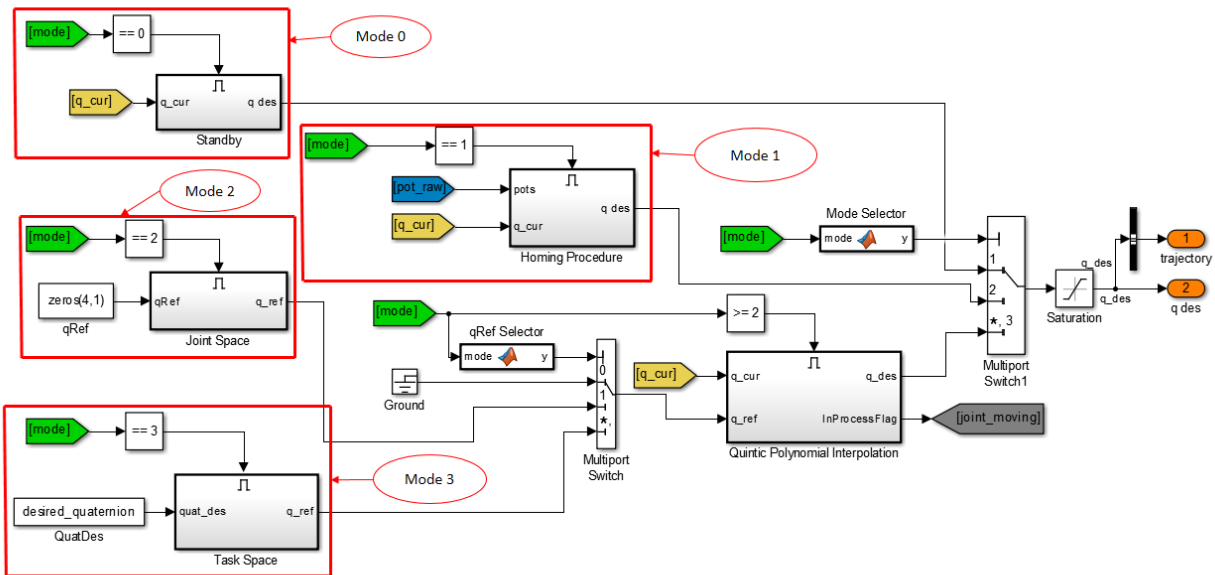 [mode]
== 0
Mode 0
[q_cur]
q_cur
q des
Standby
[mode]
== 1
Mode 1
[pot_raw]
pots
[q_cur]
q_cur
q des
Homing Procedure
Mode 2
[mode]
== 2
zeros(4,1)
qRef
qRef
q_ref
Joint Space
[mode]
Mode Selector
mode
y
1
2
*, 3
Multiport
Switch1
Saturation
q_des
q_des
1
trajectory
2
q des
[mode]
>= 2
qRef Selector
mode
y
Ground
0
1
*,
Multiport
Switch
[q_cur]
q_cur
q_ref
q_des
InProcessFlag
Quintic Polynomial Interpolation
[joint_moving]
[mode]
== 3
Mode 3
desired_quaternion
QuatDes
quat_des
q_ref
Task Space